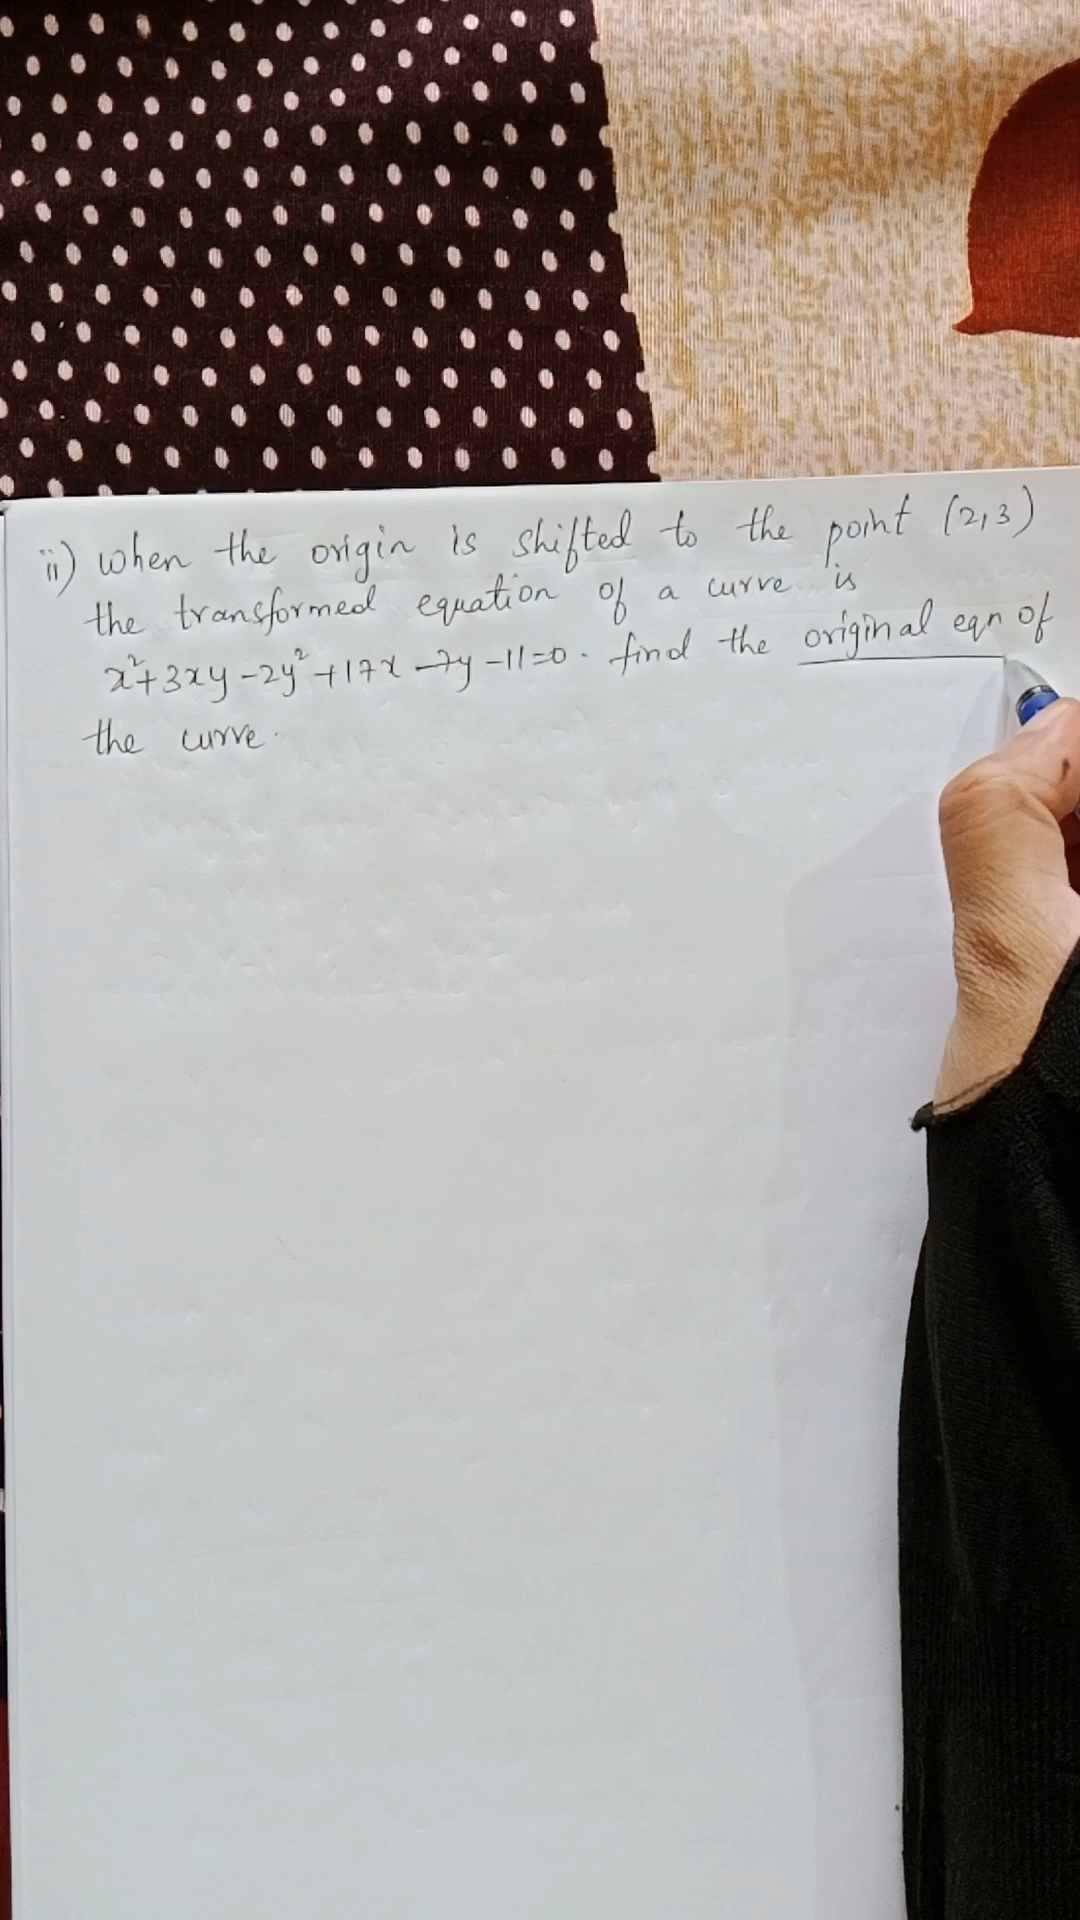 ii) when the origin is shifted to the point (2,3)
the transformed equation of a curve is
x²+3xy-2y²+17x-7y-11=0. find the original eqn of
the curve.